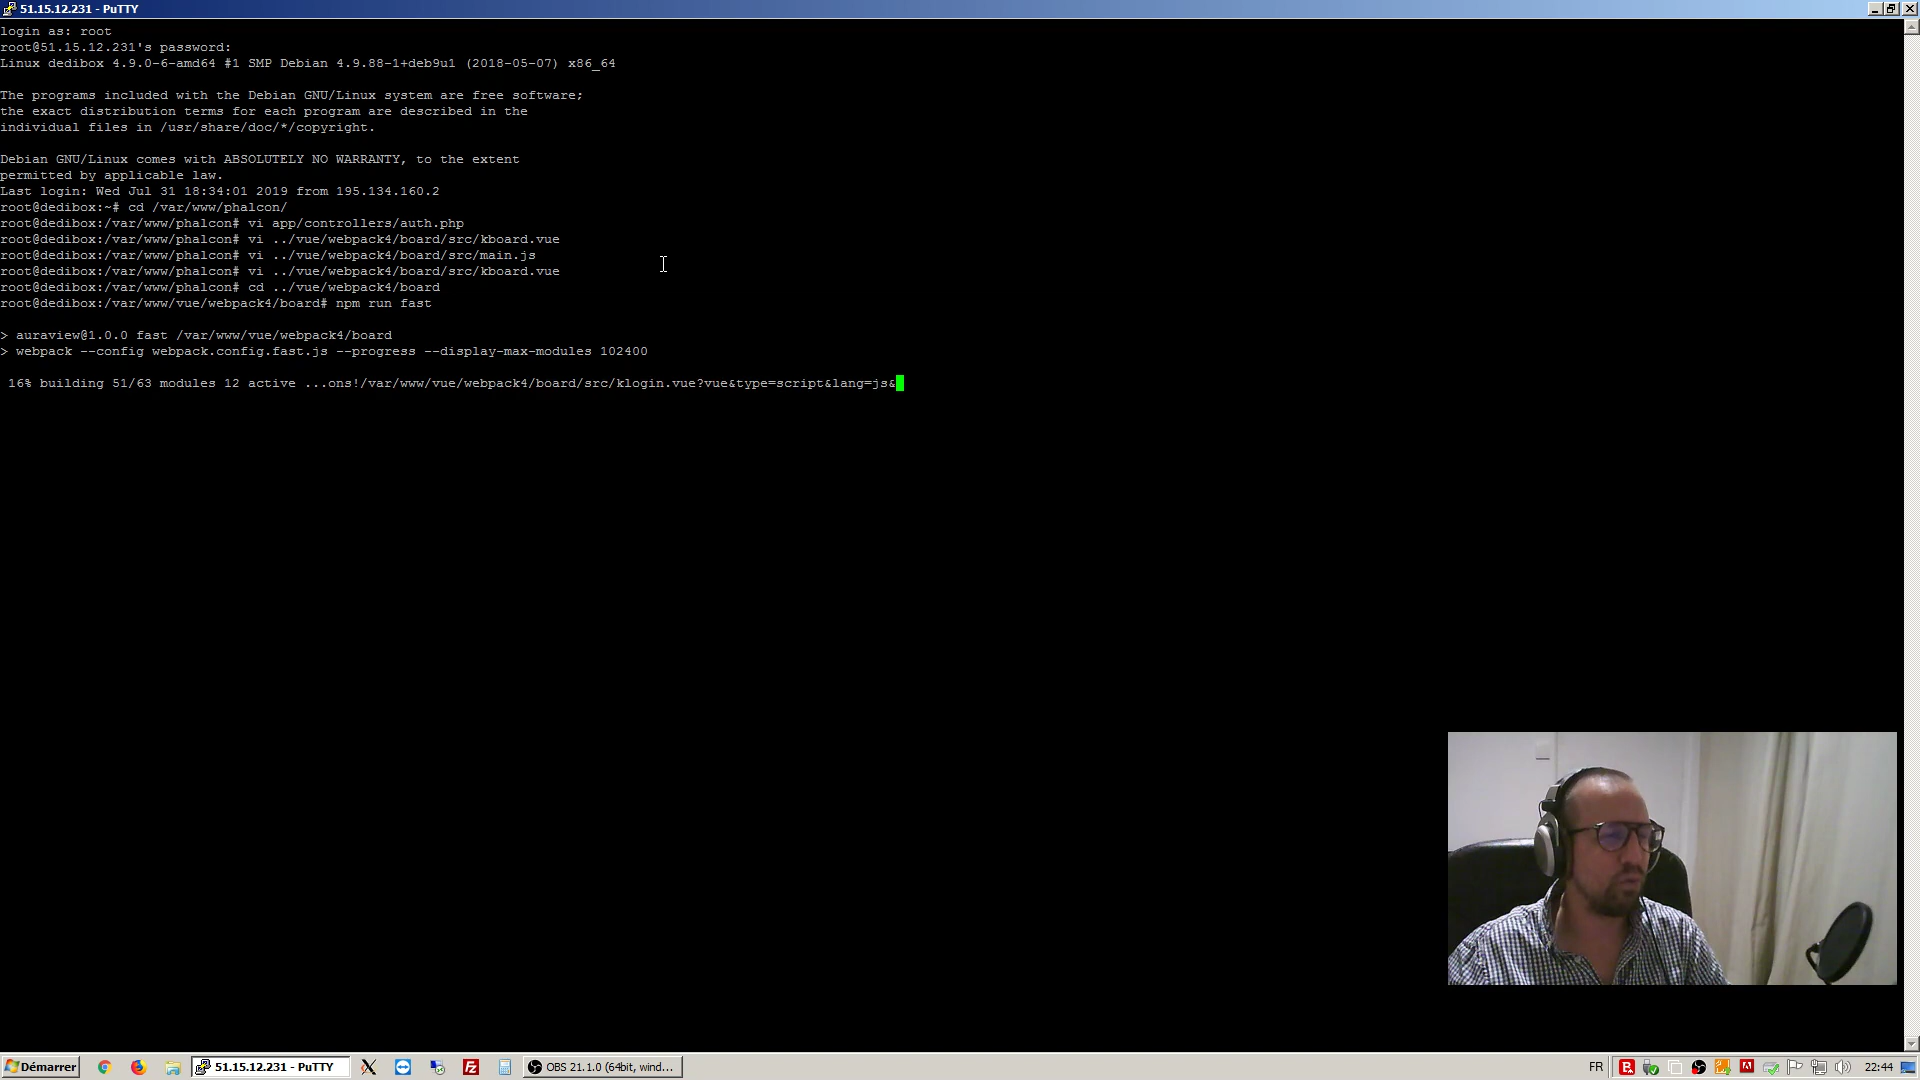 51.15.12.231 - PuTTY
login as: root
root@51.15.12.231's password:
Linux dedibox 4.9.0-6-amd64 #1 SMP Debian 4.9.88-1+deb9u1 (2018-05-07) x86_64
The programs included with the Debian GNU/Linux system are free software;
the exact distribution terms for each program are described in the
individual files in /usr/share/doc/*/copyright.
Debian GNU/Linux comes with ABSOLUTELY NO WARRANTY, to the extent
permitted by applicable law.
Last login: Wed Jul 31 18:34:01 2019 from 195.134.160.2
root@dedibox:~# cd /var/www/phalcon/
root@dedibox:/var/www/phalcon# vi app/controllers/auth.php
root@dedibox:/var/www/phalcon# vi ../vue/webpack4/board/src/kboard.vue
root@dedibox:/var/www/phalcon# vi ../vue/webpack4/board/src/main.js
root@dedibox:/var/www/phalcon# vi ../vue/webpack4/board/src/kboard.vue
root@dedibox:/var/www/phalcon# cd ../vue/webpack4/board
root@dedibox:/var/www/vue/webpack4/board# npm run fast
> auraview@1.0.0 fast /var/www/vue/webpack4/board
> webpack --config webpack.config.fast.js --progress --display-max-modules 102400
16% building 51/63 modules 12 active ...ons!/var/www/vue/webpack4/board/src/klogin.vue?vue&type=script&lang=js&
Démarrer
51.15.12.231 - PuTTY
OBS 21.1.0 (64bit, wind...
FR
22:44